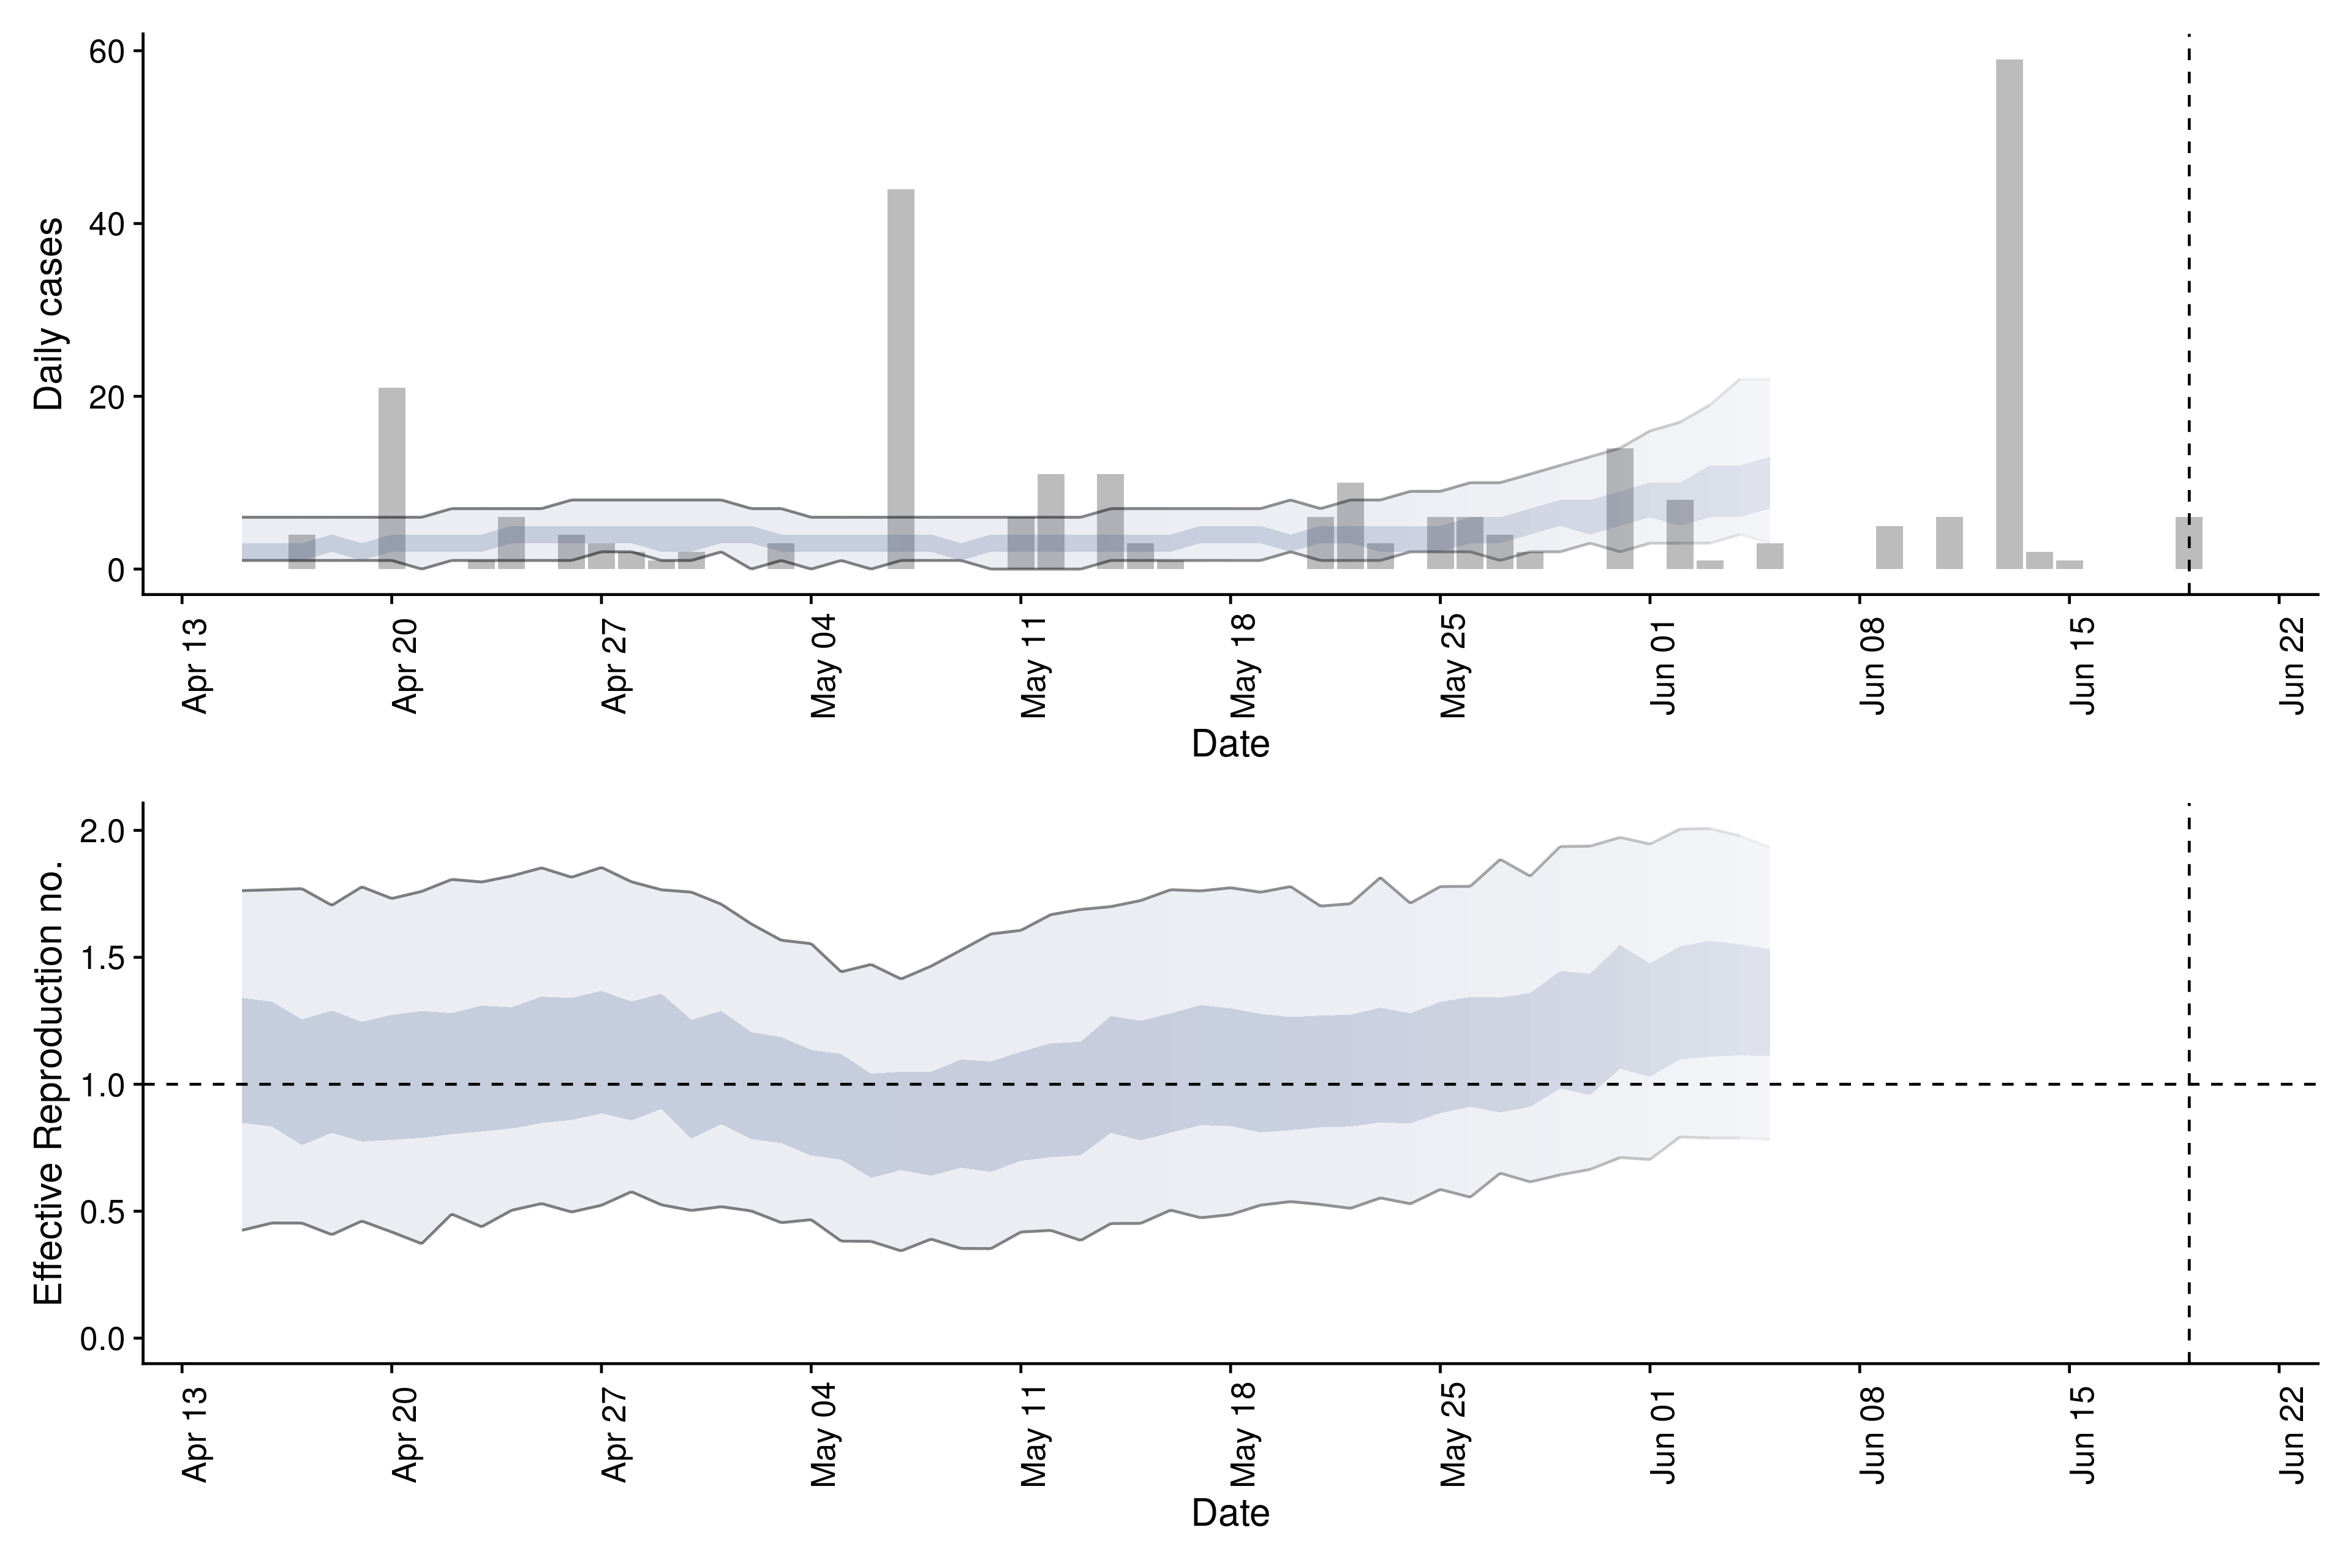 60
40
20
0
Daily cases
Apr 13
Apr 20
Apr 27
May 04
May 11
May 18
May 25
Jun 01
Jun 08
Jun 15
Jun 22
Date
2.0
1.5
1.0
0.5
0.0
Effective Reproduction no.
Apr 13
Apr 20
Apr 27
May 04
May 11
May 18
May 25
Jun 01
Jun 08
Jun 15
Jun 22
Date